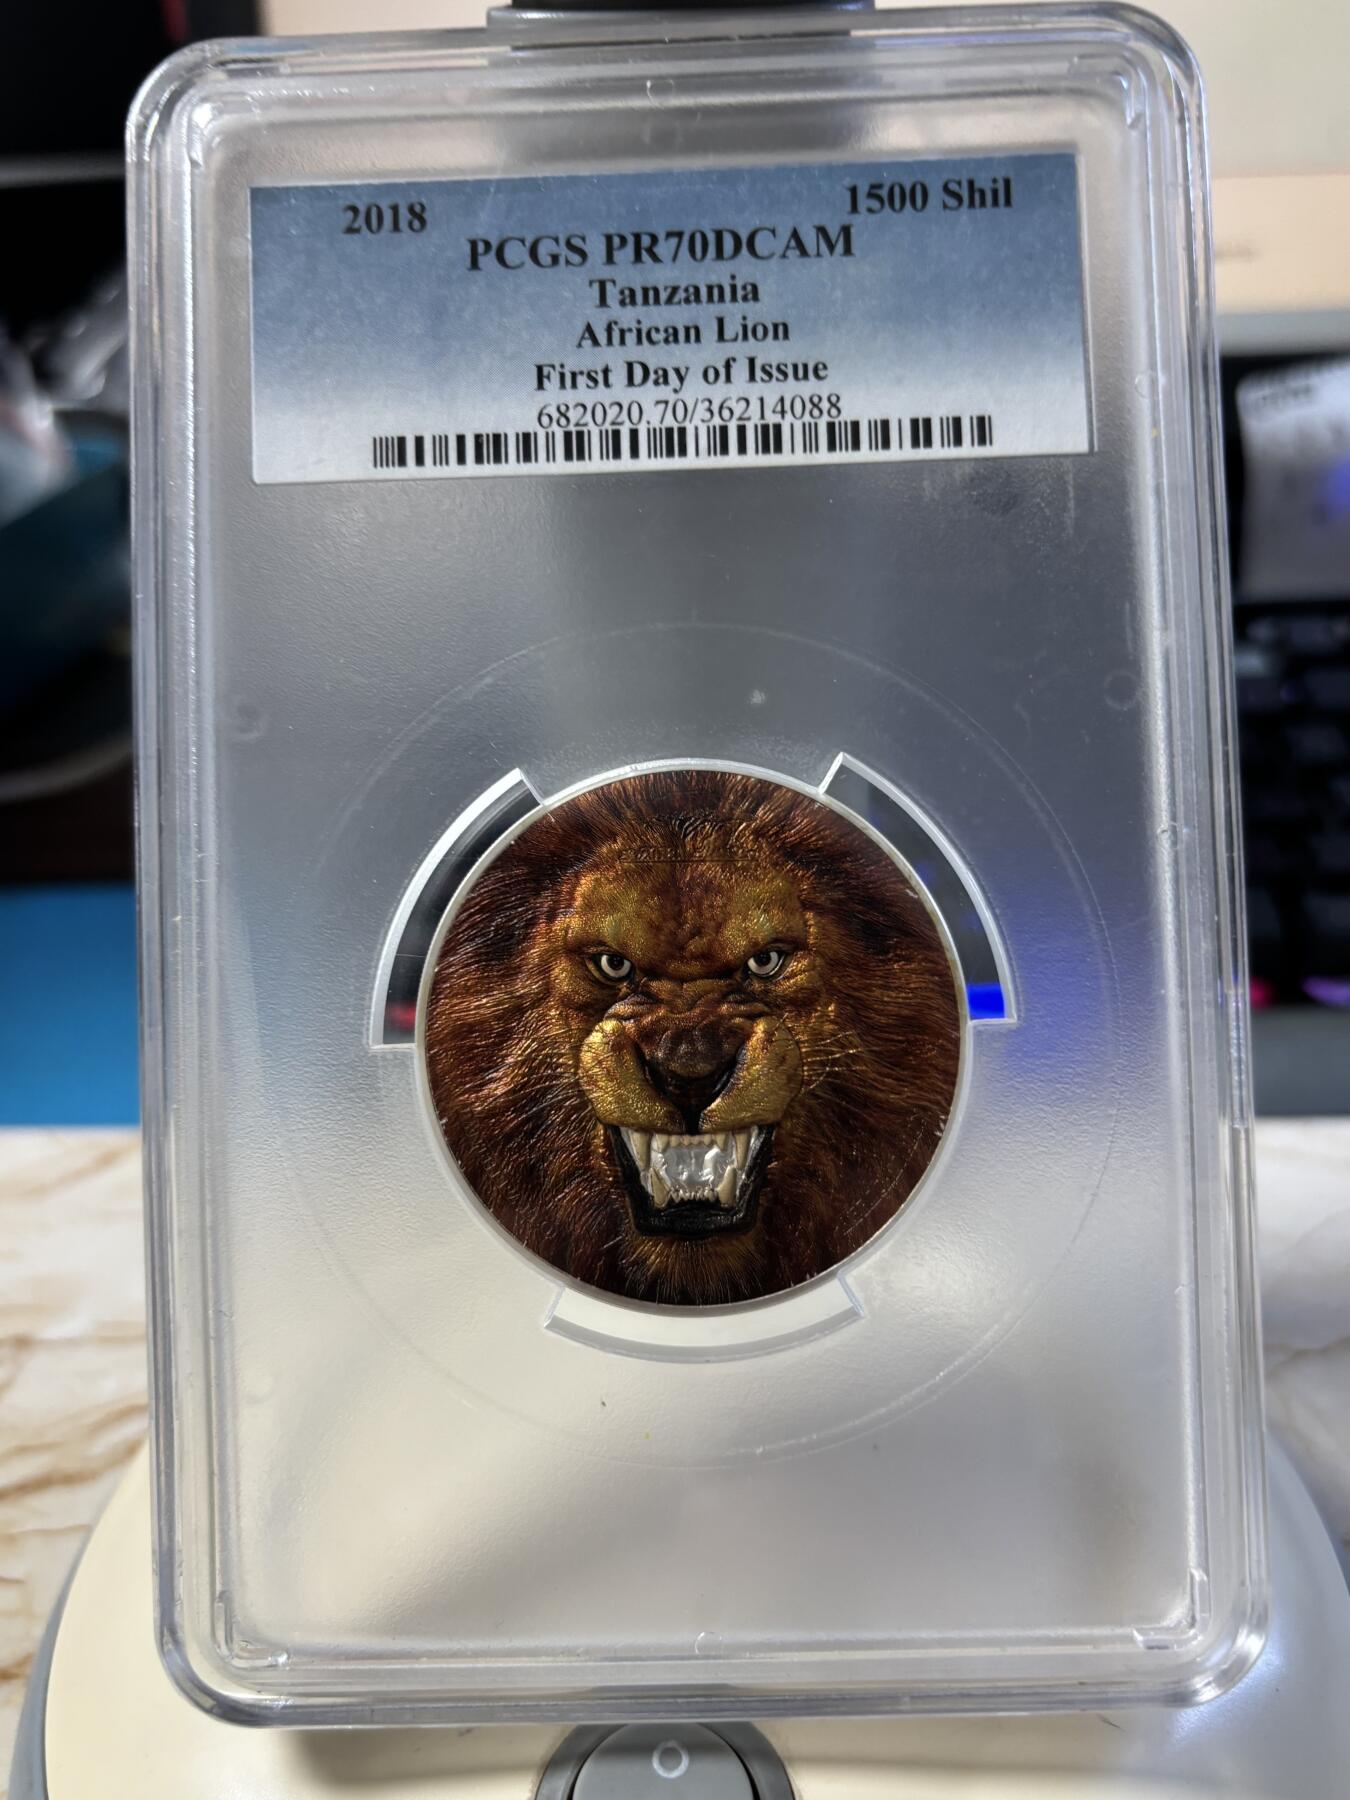 2018 1500 Shil
PCGS PR70DCAM
Tanzania
African Lion
First Day of Issue
682020.70/36214088